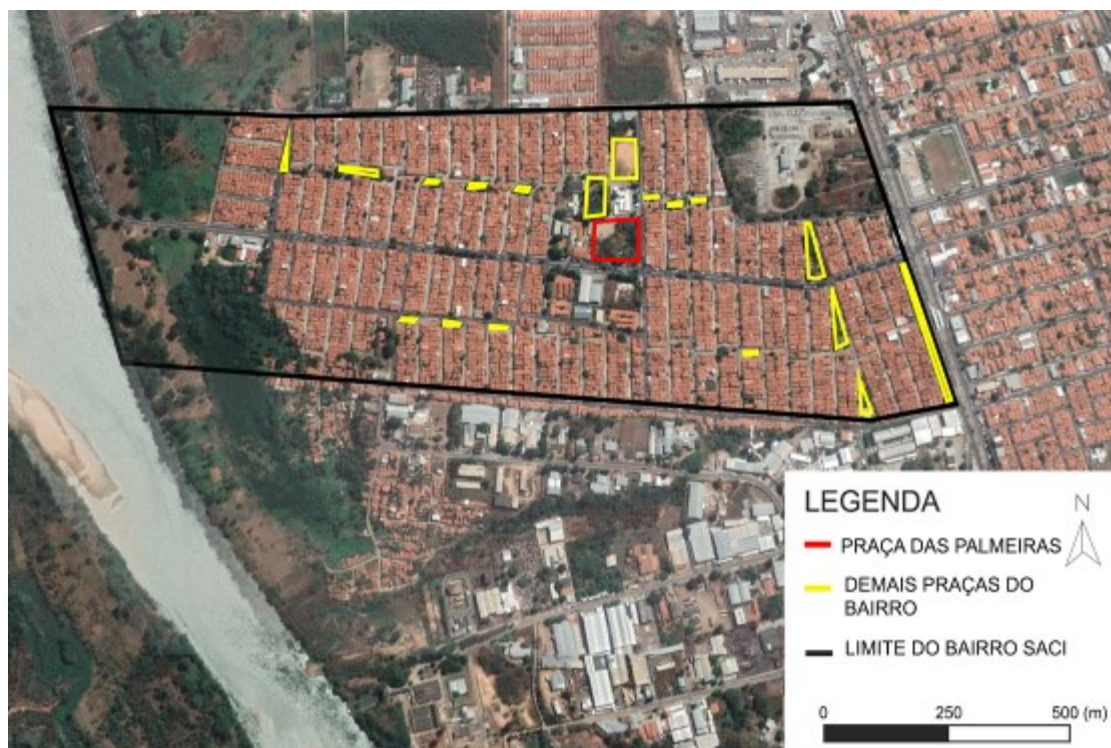 LEGENDA
N
PRAÇA DAS PALMEIRAS
DEMAIS PRAÇAS DO
BAIRRO
LIMITE DO BAIRRO SACI
0 250 500 (m)